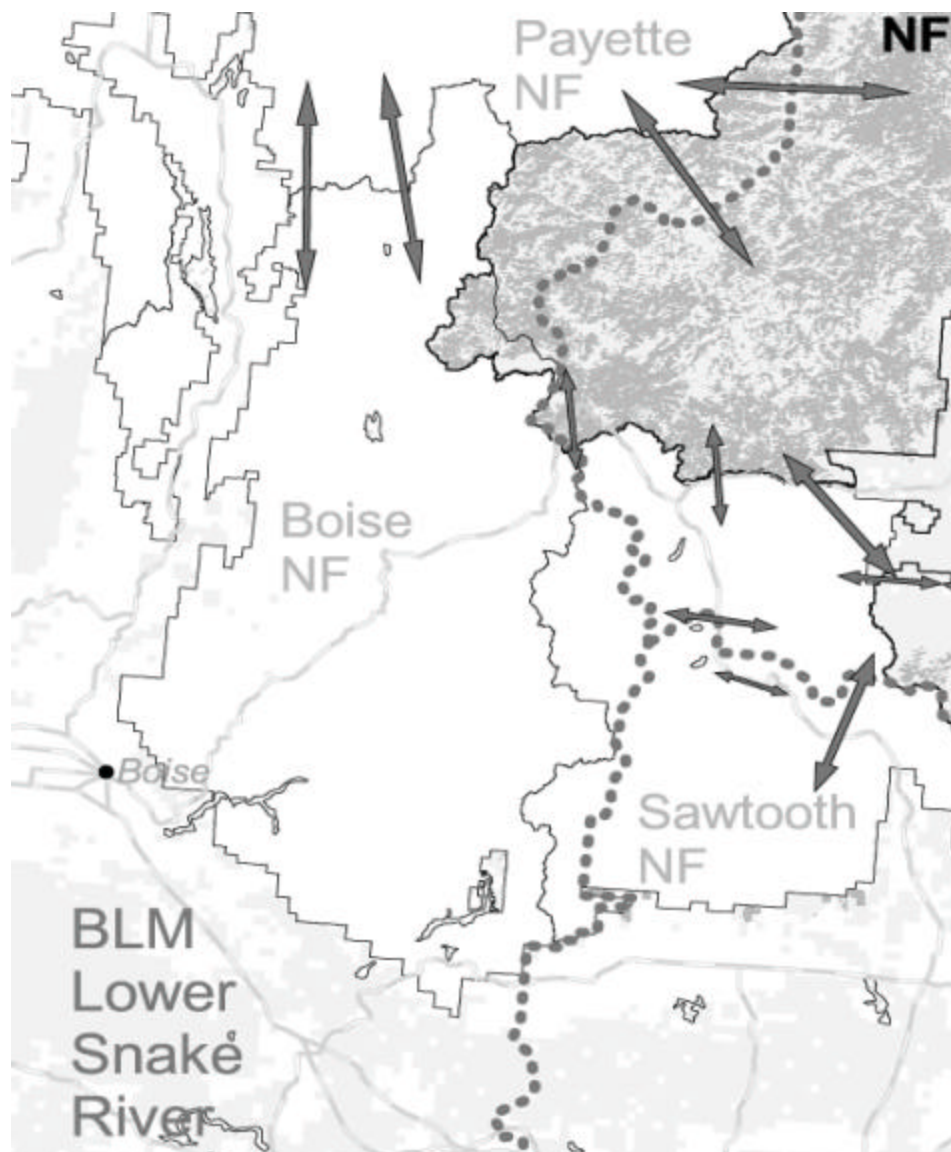 Payette
NF
NF
Boise
NF
Boise
Sawtooth
NF
BLM
Lower
Snake
River